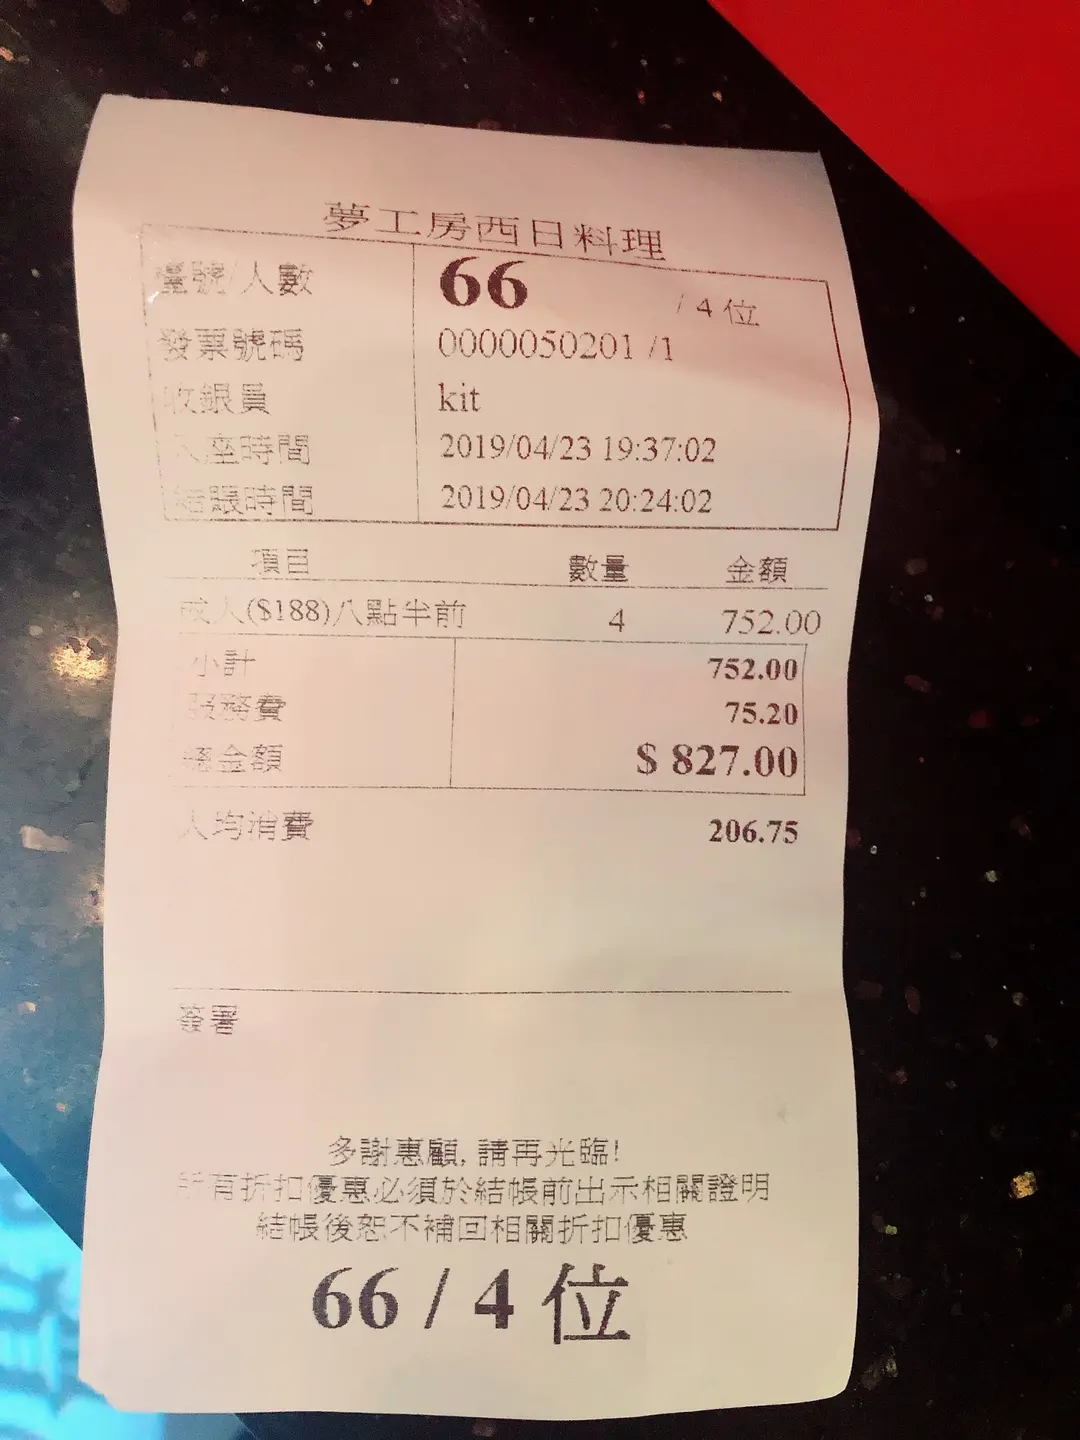 夢工房西日料理
檯號/人數 66 / 4 位
發票號碼 0000050201 /1
收銀員 kit
入座時間 2019/04/23 19:37:02
結賬時間 2019/04/23 20:24:02
項目 數量 金額
成人($188)八點半前 4 752.00
小計 752.00
服務費 75.20
總金額 $ 827.00
人均消費 206.75
簽署
多謝惠顧, 請再光臨!
所有折扣優惠必須於結帳前出示相關證明
結帳後恕不補回相關折扣優惠
66 / 4 位